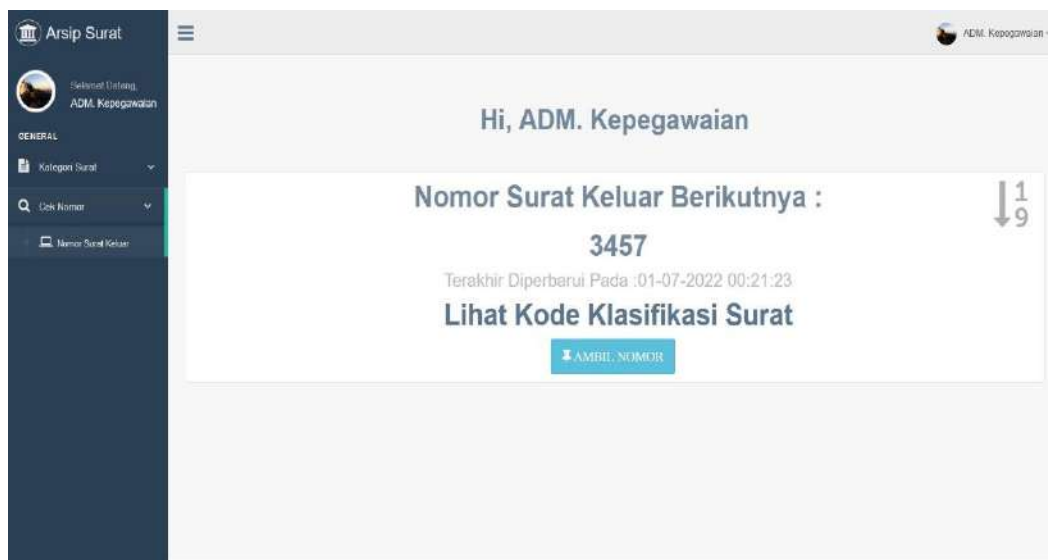 Arsip Surat
ADM. Kepegawaian
Selamat Datang,
ADM. Kepegawaian
GENERAL
Kategori Surat
Cek Nomor
Nomor Surat Keluar
Hi, ADM. Kepegawaian
Nomor Surat Keluar Berikutnya :
1
9
3457
Terakhir Diperbarui Pada :01-07-2022 00:21:23
Lihat Kode Klasifikasi Surat
AMBIL NOMOR